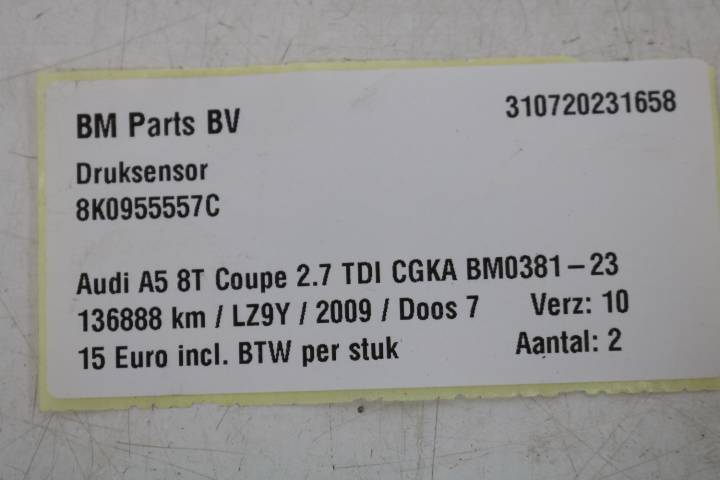 BM Parts BV 310720231658
Druksensor
8K0955557C
Audi A5 8T Coupe 2.7 TDI CGKA BM0381-23
136888 km / LZ9Y / 2009 / Doos 7 Verz: 10
15 Euro incl. BTW per stuk Aantal: 2